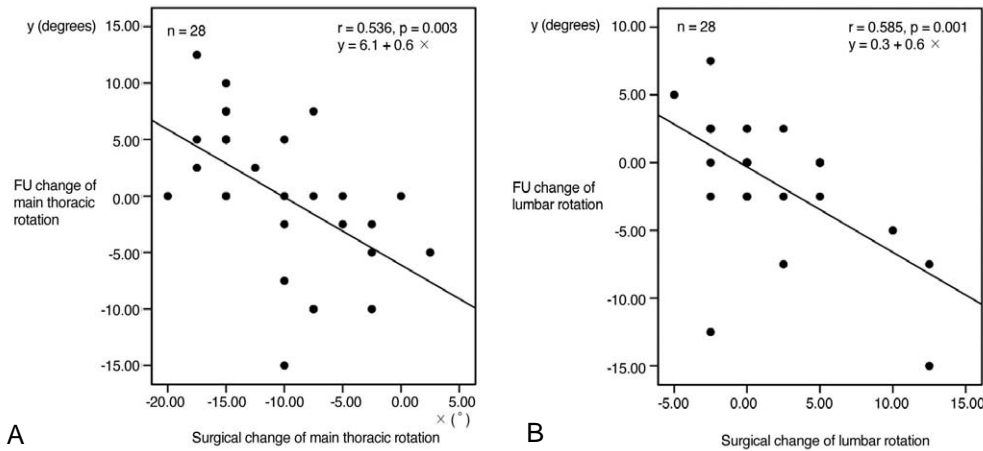 y (degrees)
n = 28
r = 0.536, p = 0.003
y = 6.1 + 0.6 ×
15.00
10.00
5.00
0.00
-5.00
-10.00
-15.00
FU change of
main thoracic
rotation
-20.00 -15.00 -10.00 -5.00 0.00 5.00
× (°)
Surgical change of main thoracic rotation
A
y (degrees)
n = 28
r = 0.585, p = 0.001
y = 0.3 + 0.6 ×
10.00
5.00
0.00
-5.00
-10.00
-15.00
FU change of
lumbar rotation
-5.00 0.00 5.00 10.00 15.00
Surgical change of lumbar rotation
B